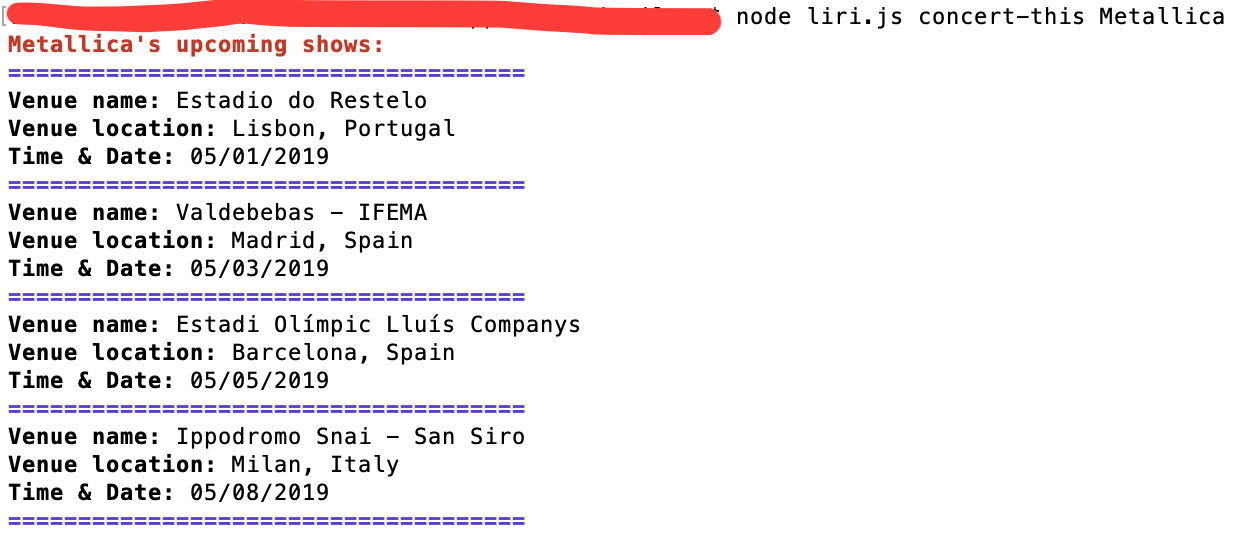 node liri.js concert-this Metallica
Metallica's upcoming shows:
=====================================
Venue name: Estadio do Restelo
Venue location: Lisbon, Portugal
Time & Date: 05/01/2019
=====================================
Venue name: Valdebebas - IFEMA
Venue location: Madrid, Spain
Time & Date: 05/03/2019
=====================================
Venue name: Estadi Olímpic Lluís Companys
Venue location: Barcelona, Spain
Time & Date: 05/05/2019
=====================================
Venue name: Ippodromo Snai - San Siro
Venue location: Milan, Italy
Time & Date: 05/08/2019
=====================================